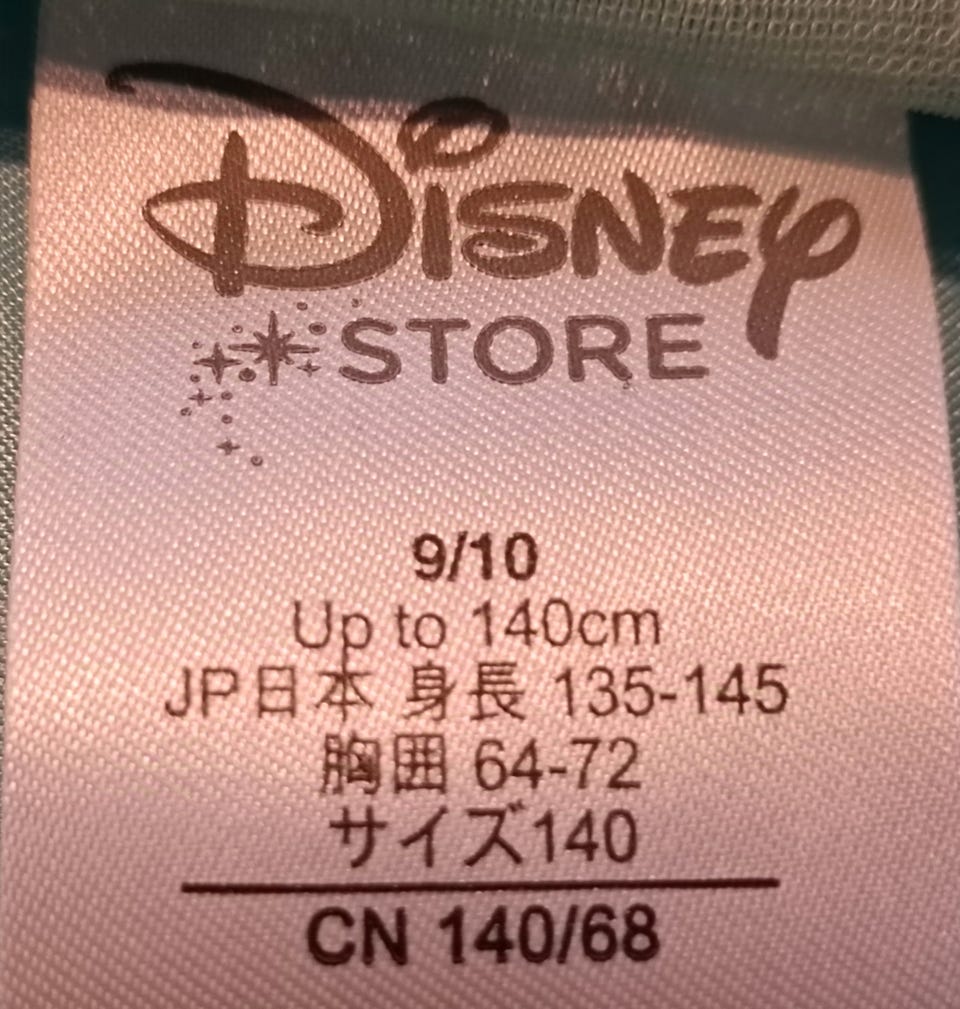 Disney
STORE
9/10
Up to 140cm
JP日本 身長 135-145
胸囲 64-72
サイズ140
CN 140/68